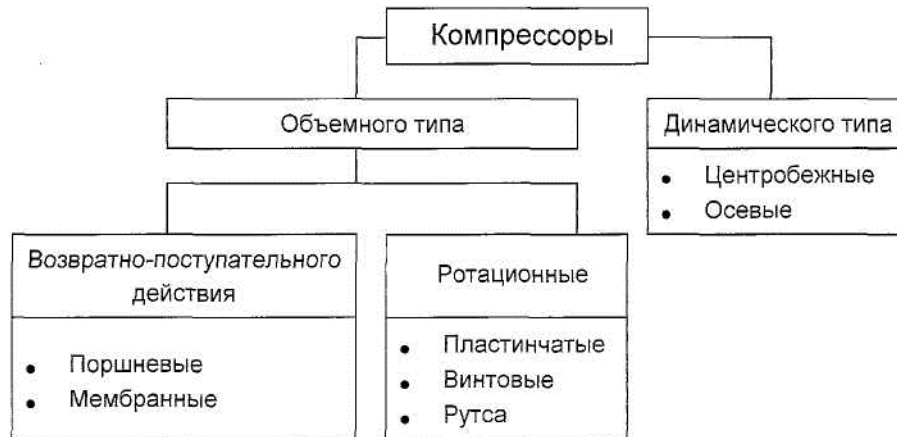 Компрессоры
Объемного типа
Динамического типа
• Центробежные
• Осевые
Возвратно-поступательного
действия
• Поршневые
• Мембранные
Ротационные
• Пластинчатые
• Винтовые
• Рутса